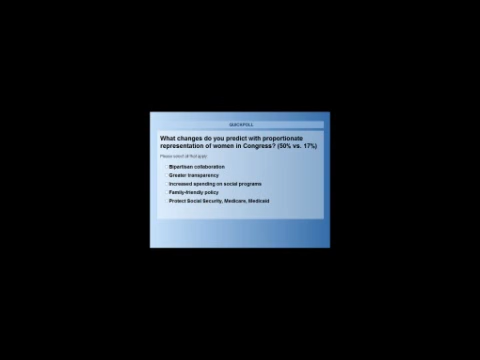 QUICKPOLL
What changes do you predict with proportionate
representation of women in Congress? (50% vs. 17%)
Please select all that apply:
Bipartisan collaboration
Greater transparency
Increased spending on social programs
Family-friendly policy
Protect Social Security, Medicare, Medicaid